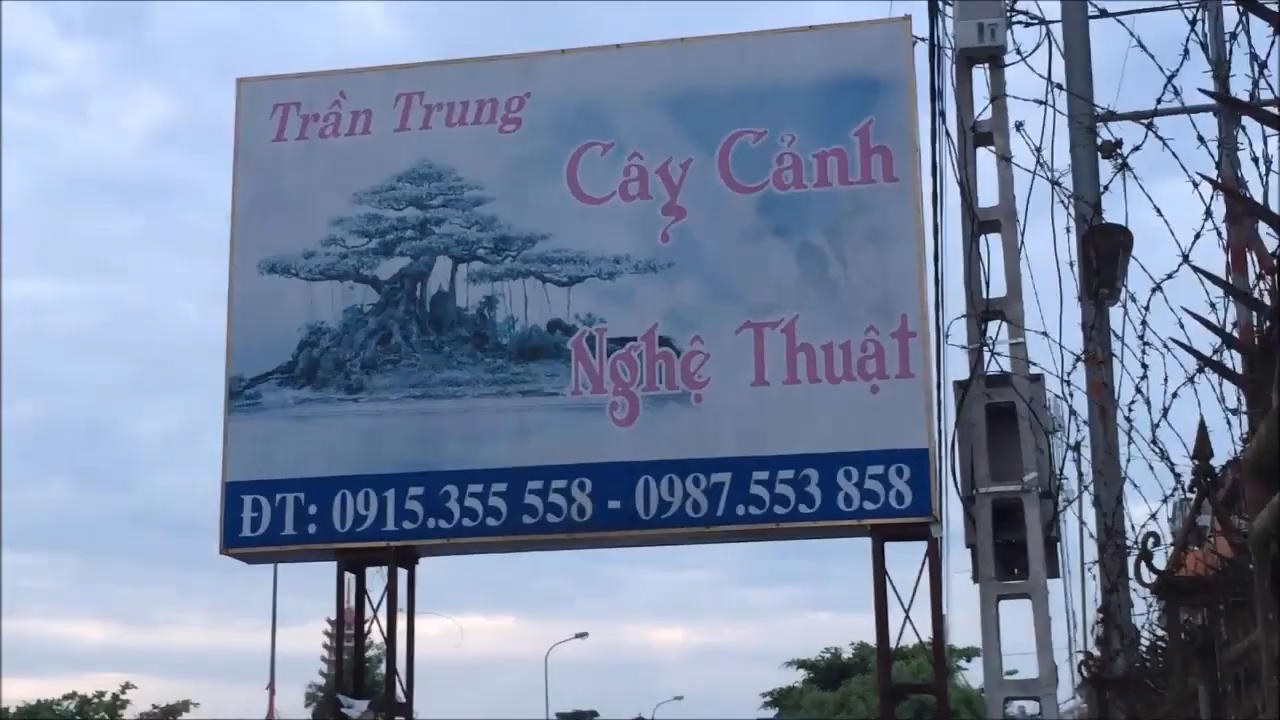 Trần Trung
Cây Cảnh
Nghệ Thuật
ĐT: 0915.355 558 - 0987.553 858